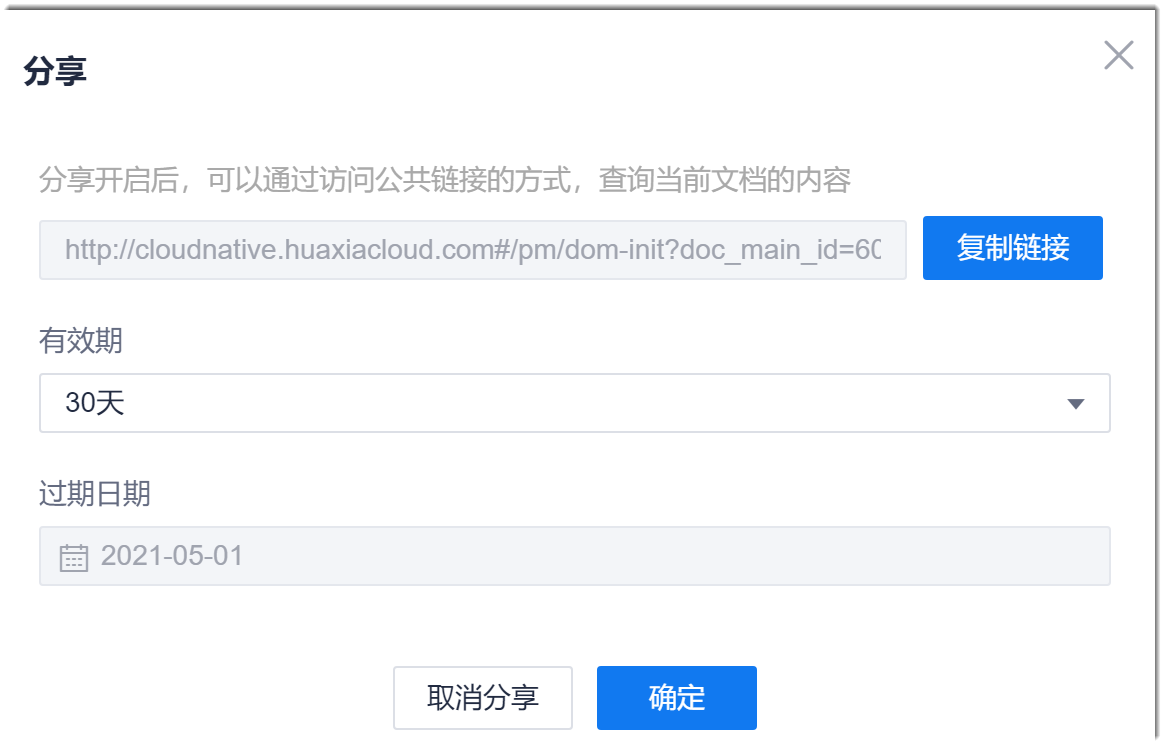 分享
分享开启后，可以通过访问公共链接的方式，查询当前文档的内容
http://cloudnative.huaxiacloud.com#/pm/dom-init?doc_main_id=60
复制链接
有效期
30天
过期日期
2021-05-01
取消分享
确定